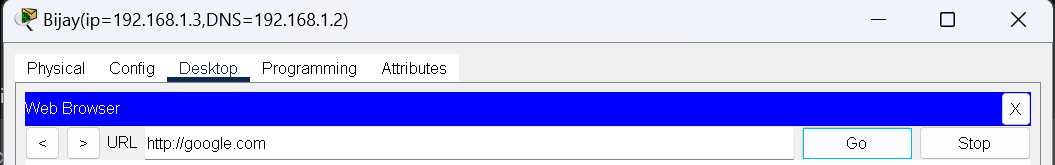 Bijay(ip=192.168.1.3,DNS=192.168.1.2)
Physical Config Desktop Programming Attributes
Web Browser X
< > URL http://google.com Go Stop